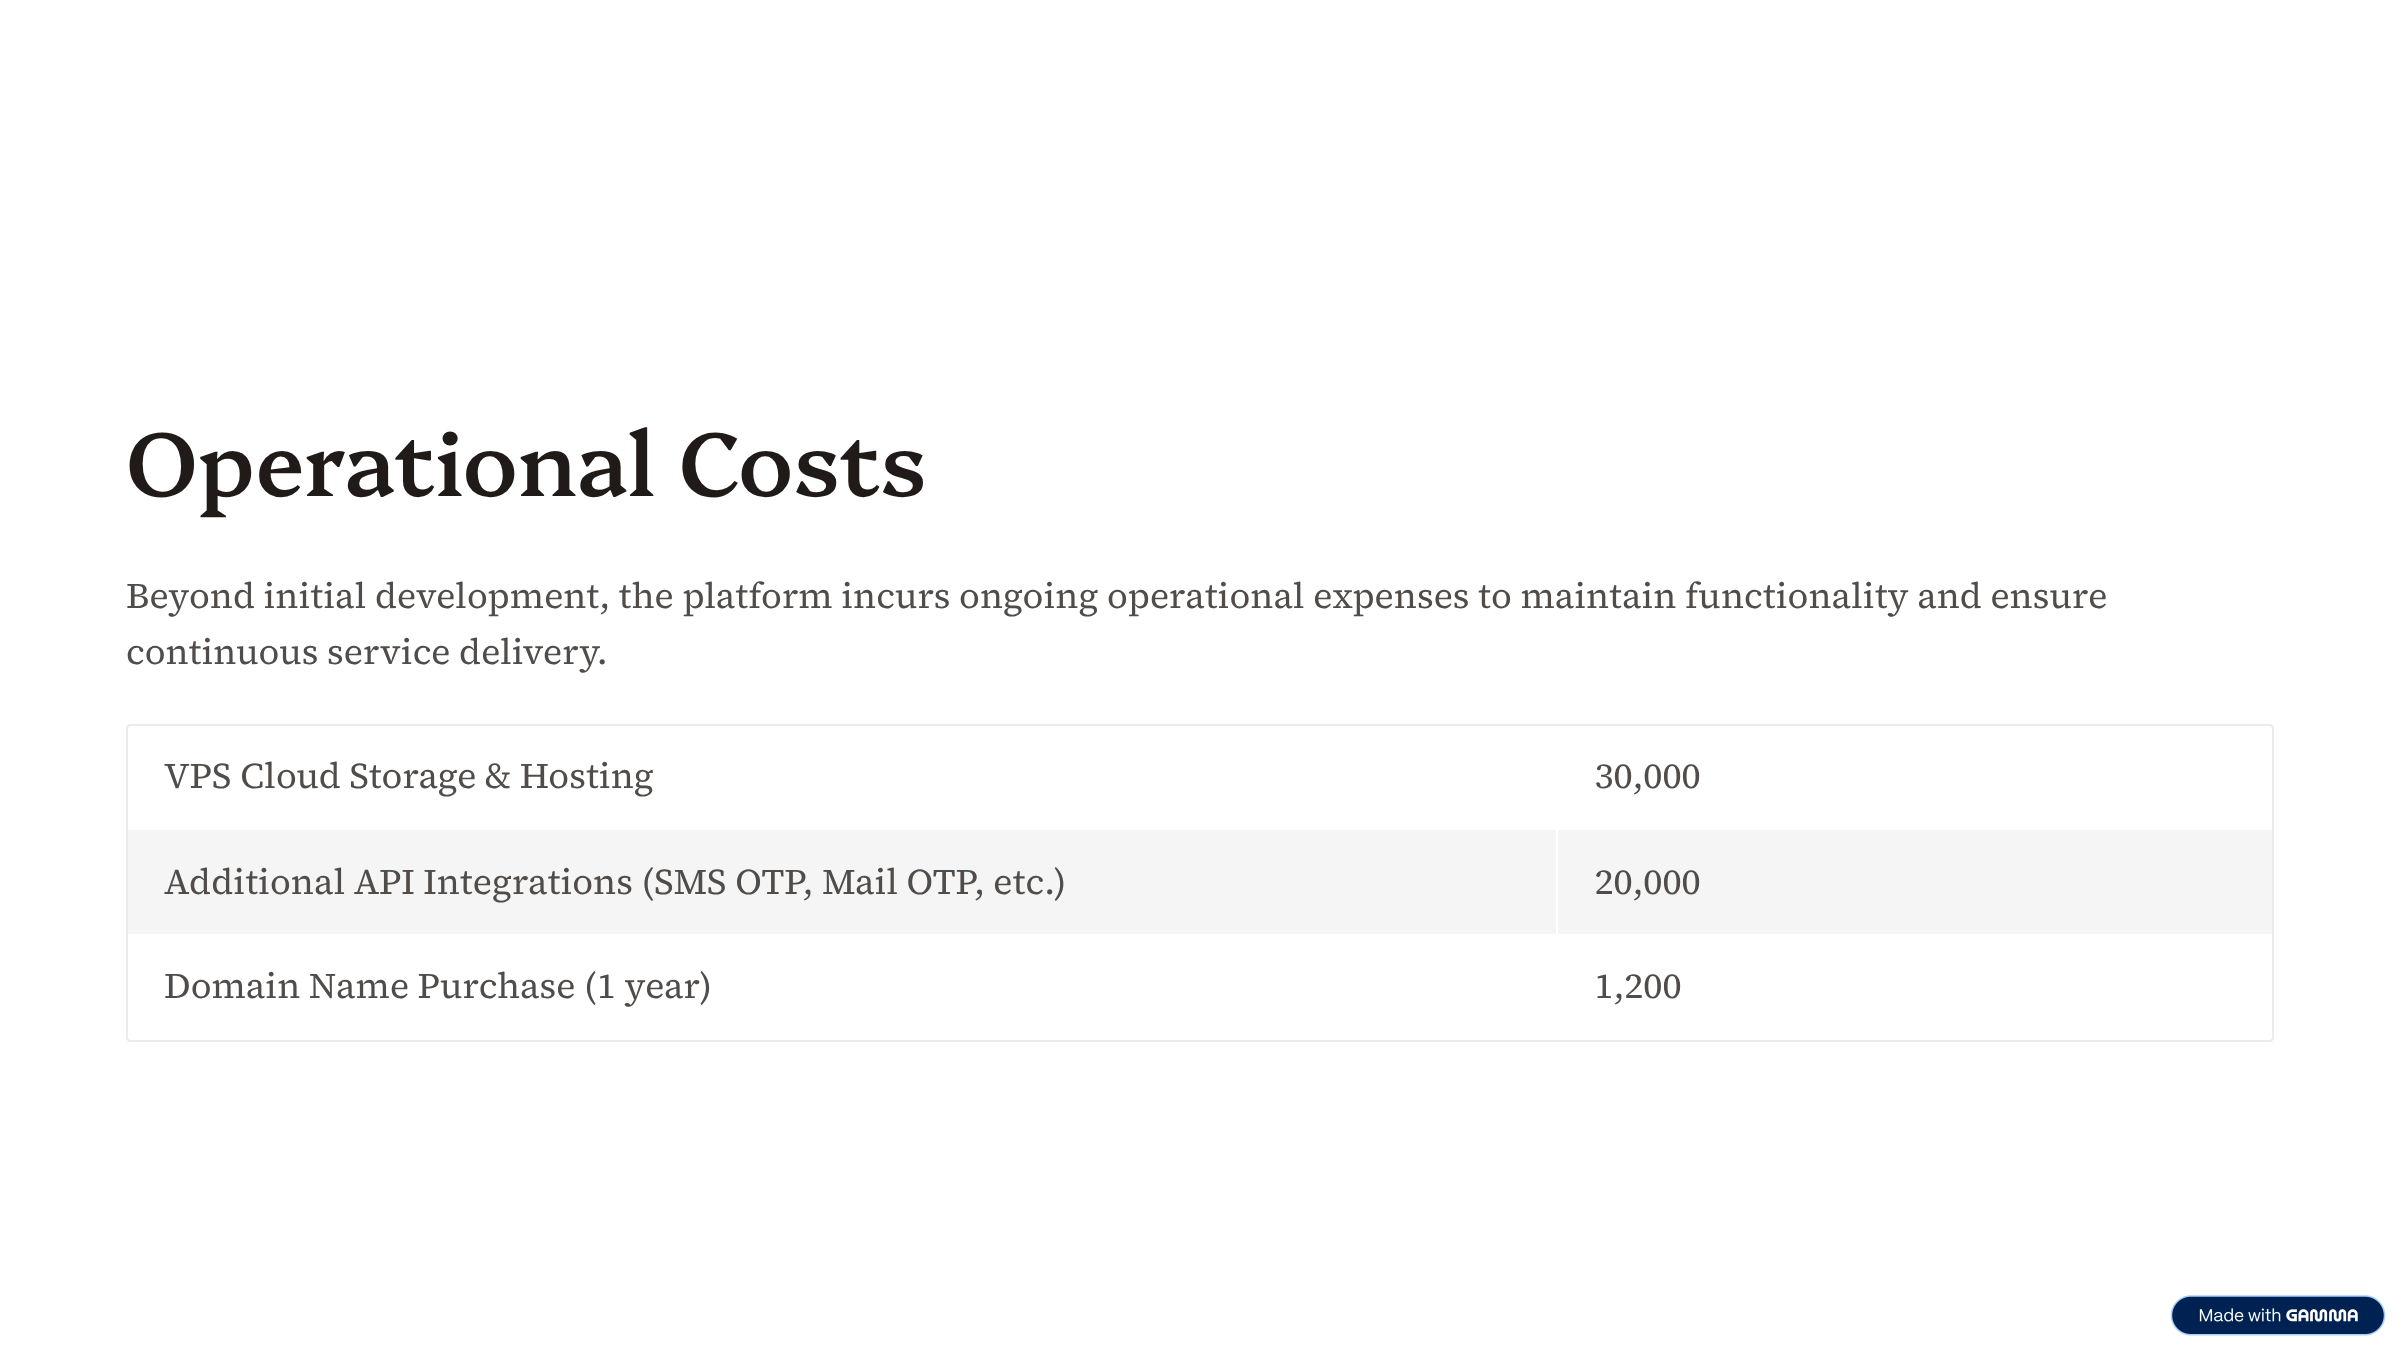 Operational Costs
Beyond initial development, the platform incurs ongoing operational expenses to maintain functionality and ensure
continuous service delivery.
VPS Cloud Storage & Hosting 30,000
Additional API Integrations (SMS OTP, Mail OTP, etc.) 20,000
Domain Name Purchase (1 year) 1,200
Made with GAMMA